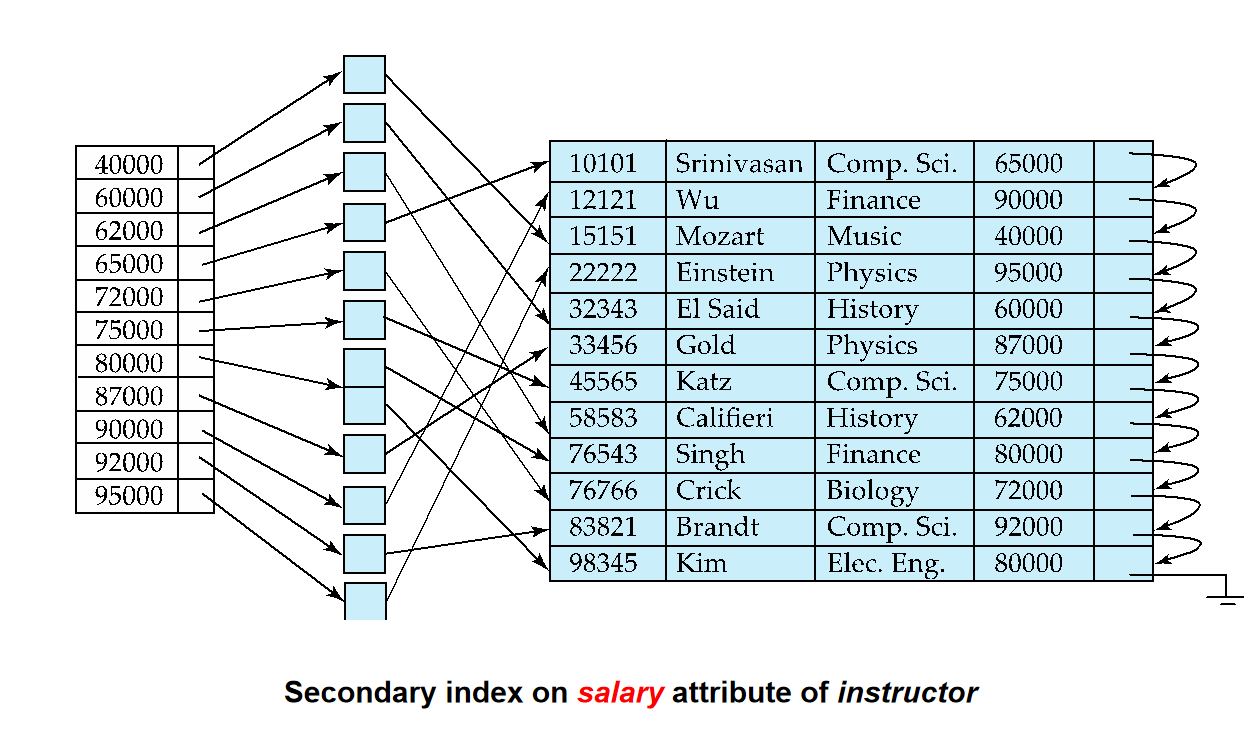 40000
60000
62000
65000
72000
75000
80000
87000
90000
92000
95000
10101 Srinivasan Comp. Sci. 65000
12121 Wu Finance 90000
15151 Mozart Music 40000
22222 Einstein Physics 95000
32343 El Said History 60000
33456 Gold Physics 87000
45565 Katz Comp. Sci. 75000
58583 Califieri History 62000
76543 Singh Finance 80000
76766 Crick Biology 72000
83821 Brandt Comp. Sci. 92000
98345 Kim Elec. Eng. 80000
Secondary index on salary attribute of instructor